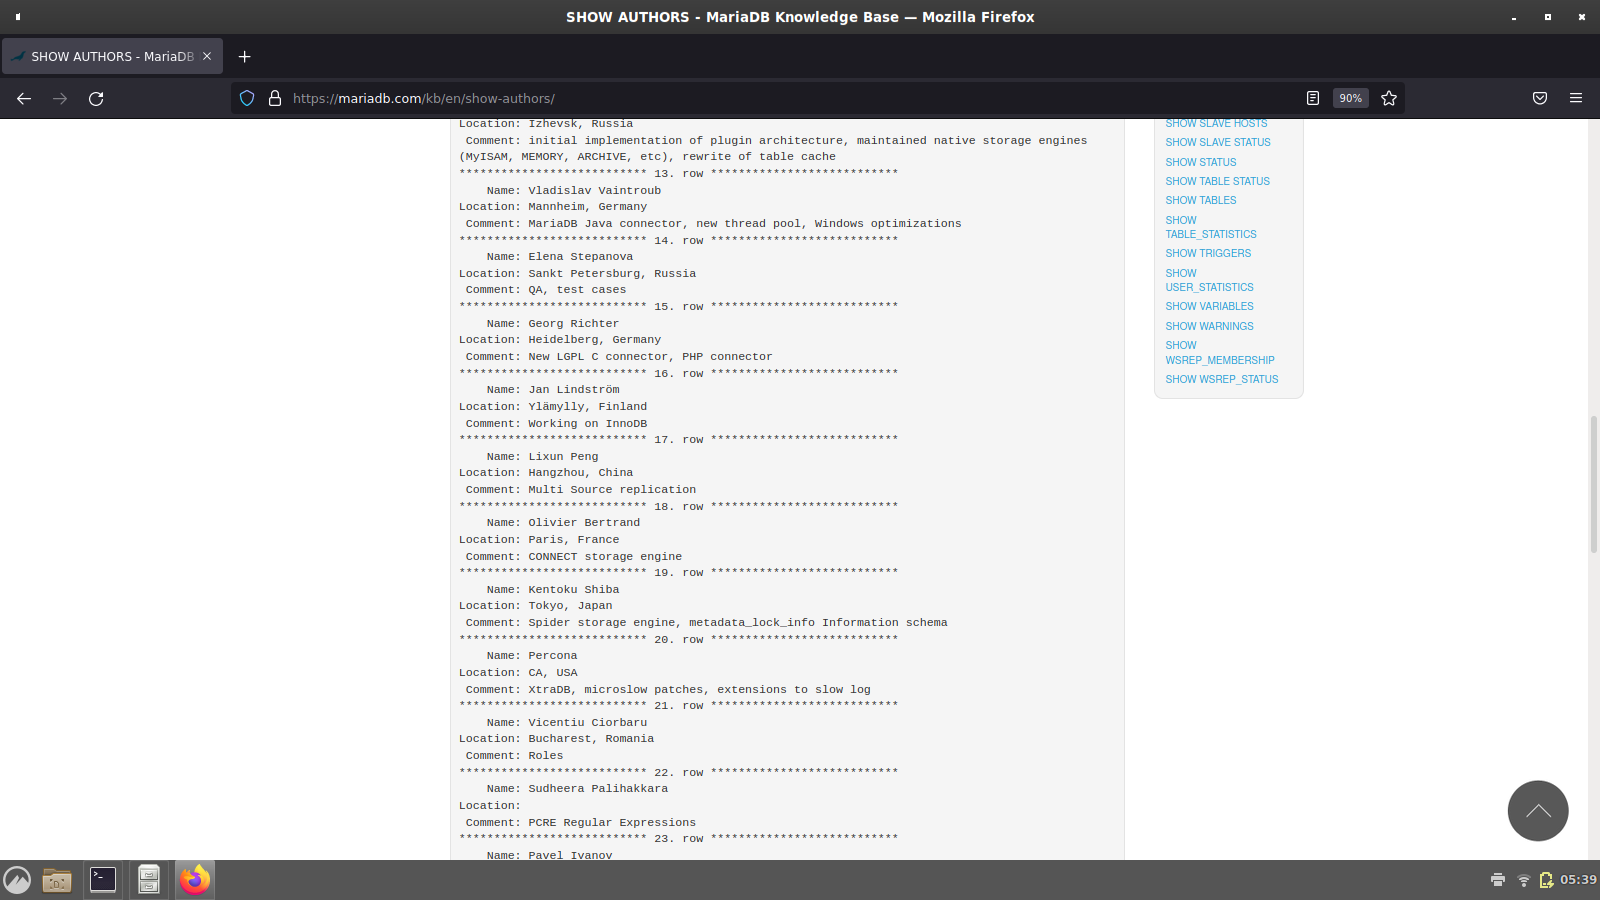 SHOW AUTHORS - MariaDB Knowledge Base — Mozilla Firefox
SHOW AUTHORS - MariaDB
https://mariadb.com/kb/en/show-authors/
90%
Location: Izhevsk, Russia
Comment: initial implementation of plugin architecture, maintained native storage engines
(MyISAM, MEMORY, ARCHIVE, etc), rewrite of table cache
*************************** 13. row ***************************
Name: Vladislav Vaintroub
Location: Mannheim, Germany
Comment: MariaDB Java connector, new thread pool, Windows optimizations
*************************** 14. row ***************************
Name: Elena Stepanova
Location: Sankt Petersburg, Russia
Comment: QA, test cases
*************************** 15. row ***************************
Name: Georg Richter
Location: Heidelberg, Germany
Comment: New LGPL C connector, PHP connector
*************************** 16. row ***************************
Name: Jan Lindström
Location: Ylämylly, Finland
Comment: Working on InnoDB
*************************** 17. row ***************************
Name: Lixun Peng
Location: Hangzhou, China
Comment: Multi Source replication
*************************** 18. row ***************************
Name: Olivier Bertrand
Location: Paris, France
Comment: CONNECT storage engine
*************************** 19. row ***************************
Name: Kentoku Shiba
Location: Tokyo, Japan
Comment: Spider storage engine, metadata_lock_info Information schema
*************************** 20. row ***************************
Name: Percona
Location: CA, USA
Comment: XtraDB, microslow patches, extensions to slow log
*************************** 21. row ***************************
Name: Vicentiu Ciorbaru
Location: Bucharest, Romania
Comment: Roles
*************************** 22. row ***************************
Name: Sudheera Palihakkara
Location:
Comment: PCRE Regular Expressions
*************************** 23. row ***************************
Name: Pavel Ivanov
SHOW SLAVE HOSTS
SHOW SLAVE STATUS
SHOW STATUS
SHOW TABLE STATUS
SHOW TABLES
SHOW
TABLE_STATISTICS
SHOW TRIGGERS
SHOW
USER_STATISTICS
SHOW VARIABLES
SHOW WARNINGS
SHOW
WSREP_MEMBERSHIP
SHOW WSREP_STATUS
05:39